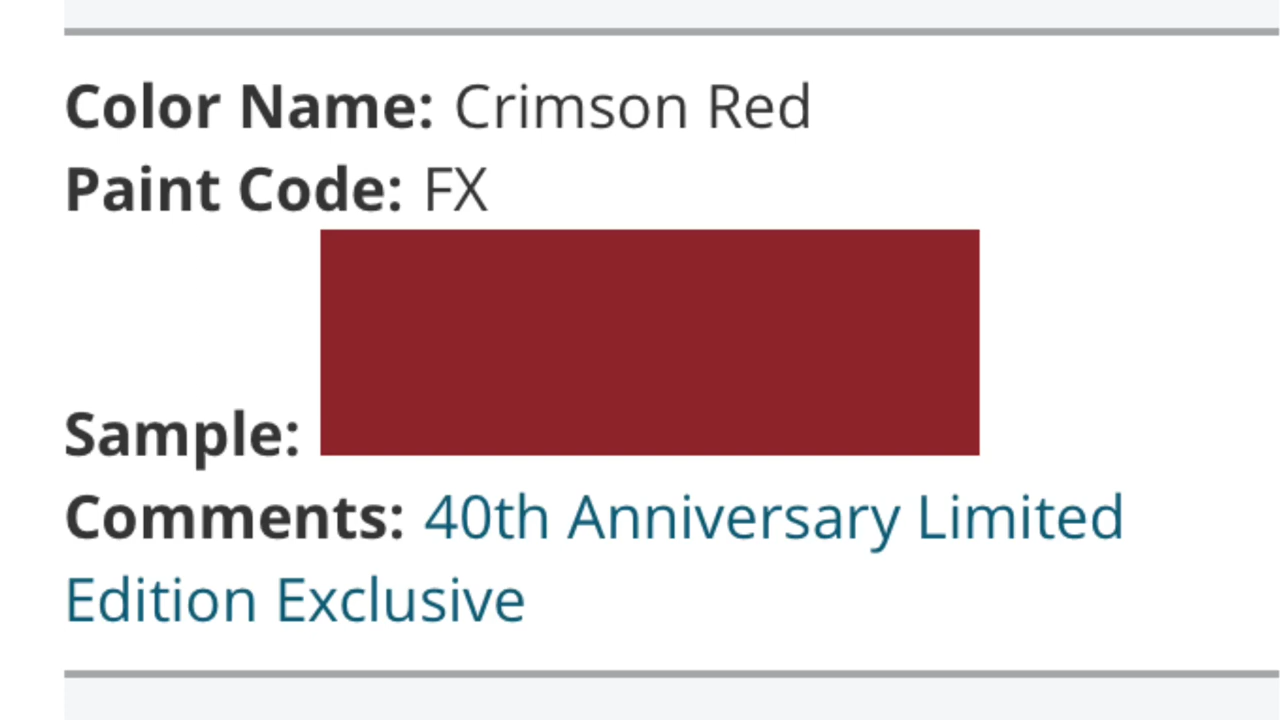 Color Name: Crimson Red
Paint Code: FX
Sample:
Comments: 40th Anniversary Limited
Edition Exclusive